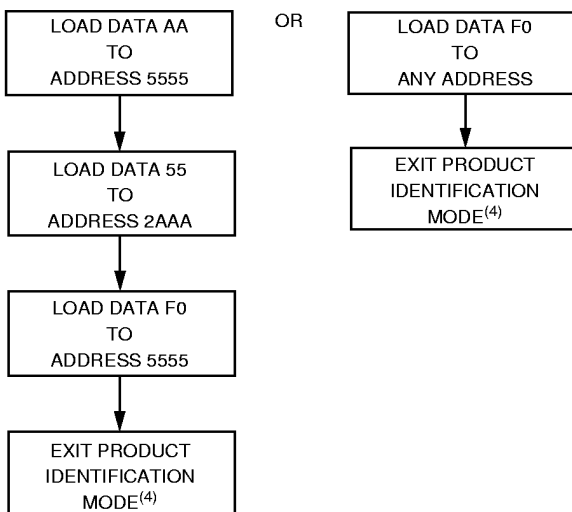 LOAD DATA AA
TO
ADDRESS 5555
LOAD DATA 55
TO
ADDRESS 2AAA
LOAD DATA F0
TO
ADDRESS 5555
EXIT PRODUCT
IDENTIFICATION
MODE(4)
OR
LOAD DATA F0
TO
ANY ADDRESS
EXIT PRODUCT
IDENTIFICATION
MODE(4)